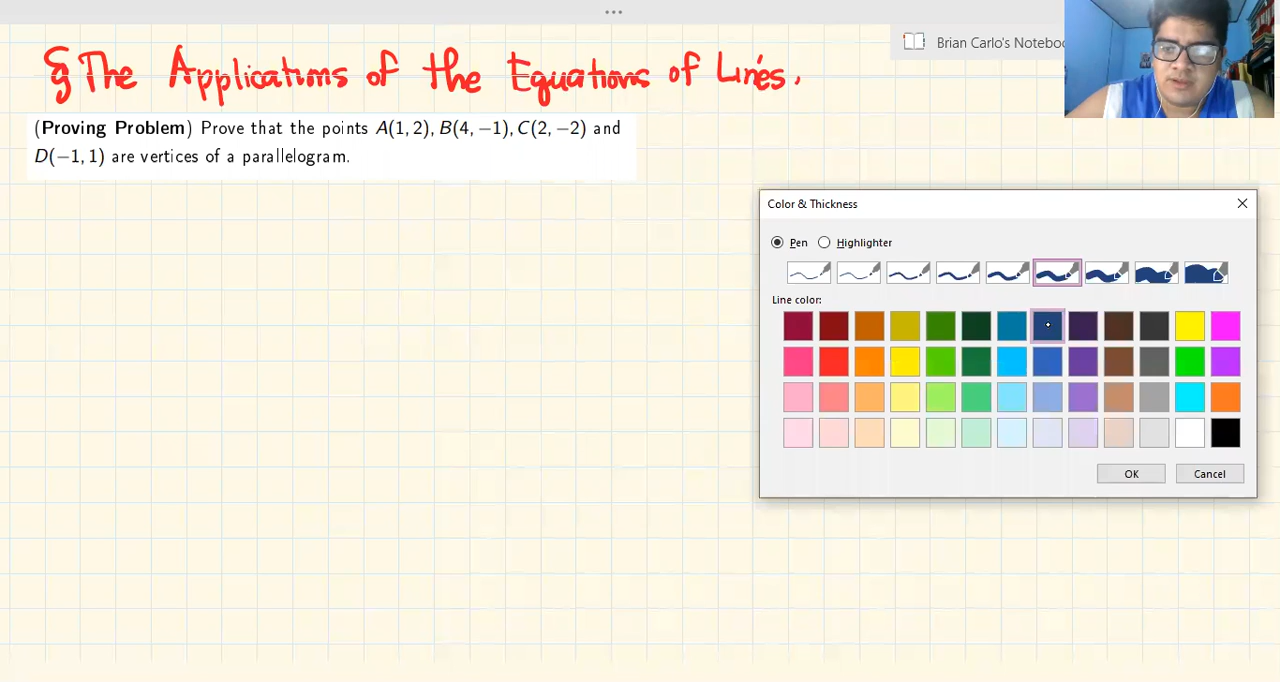 Brian Carlo's Noteboo
§ The Applications of the Equations of Lines.
(Proving Problem) Prove that the points A(1, 2), B(4, −1), C(2, −2) and
D(−1, 1) are vertices of a parallelogram.
Color & Thickness
Pen Highlighter
Line color:
OK Cancel